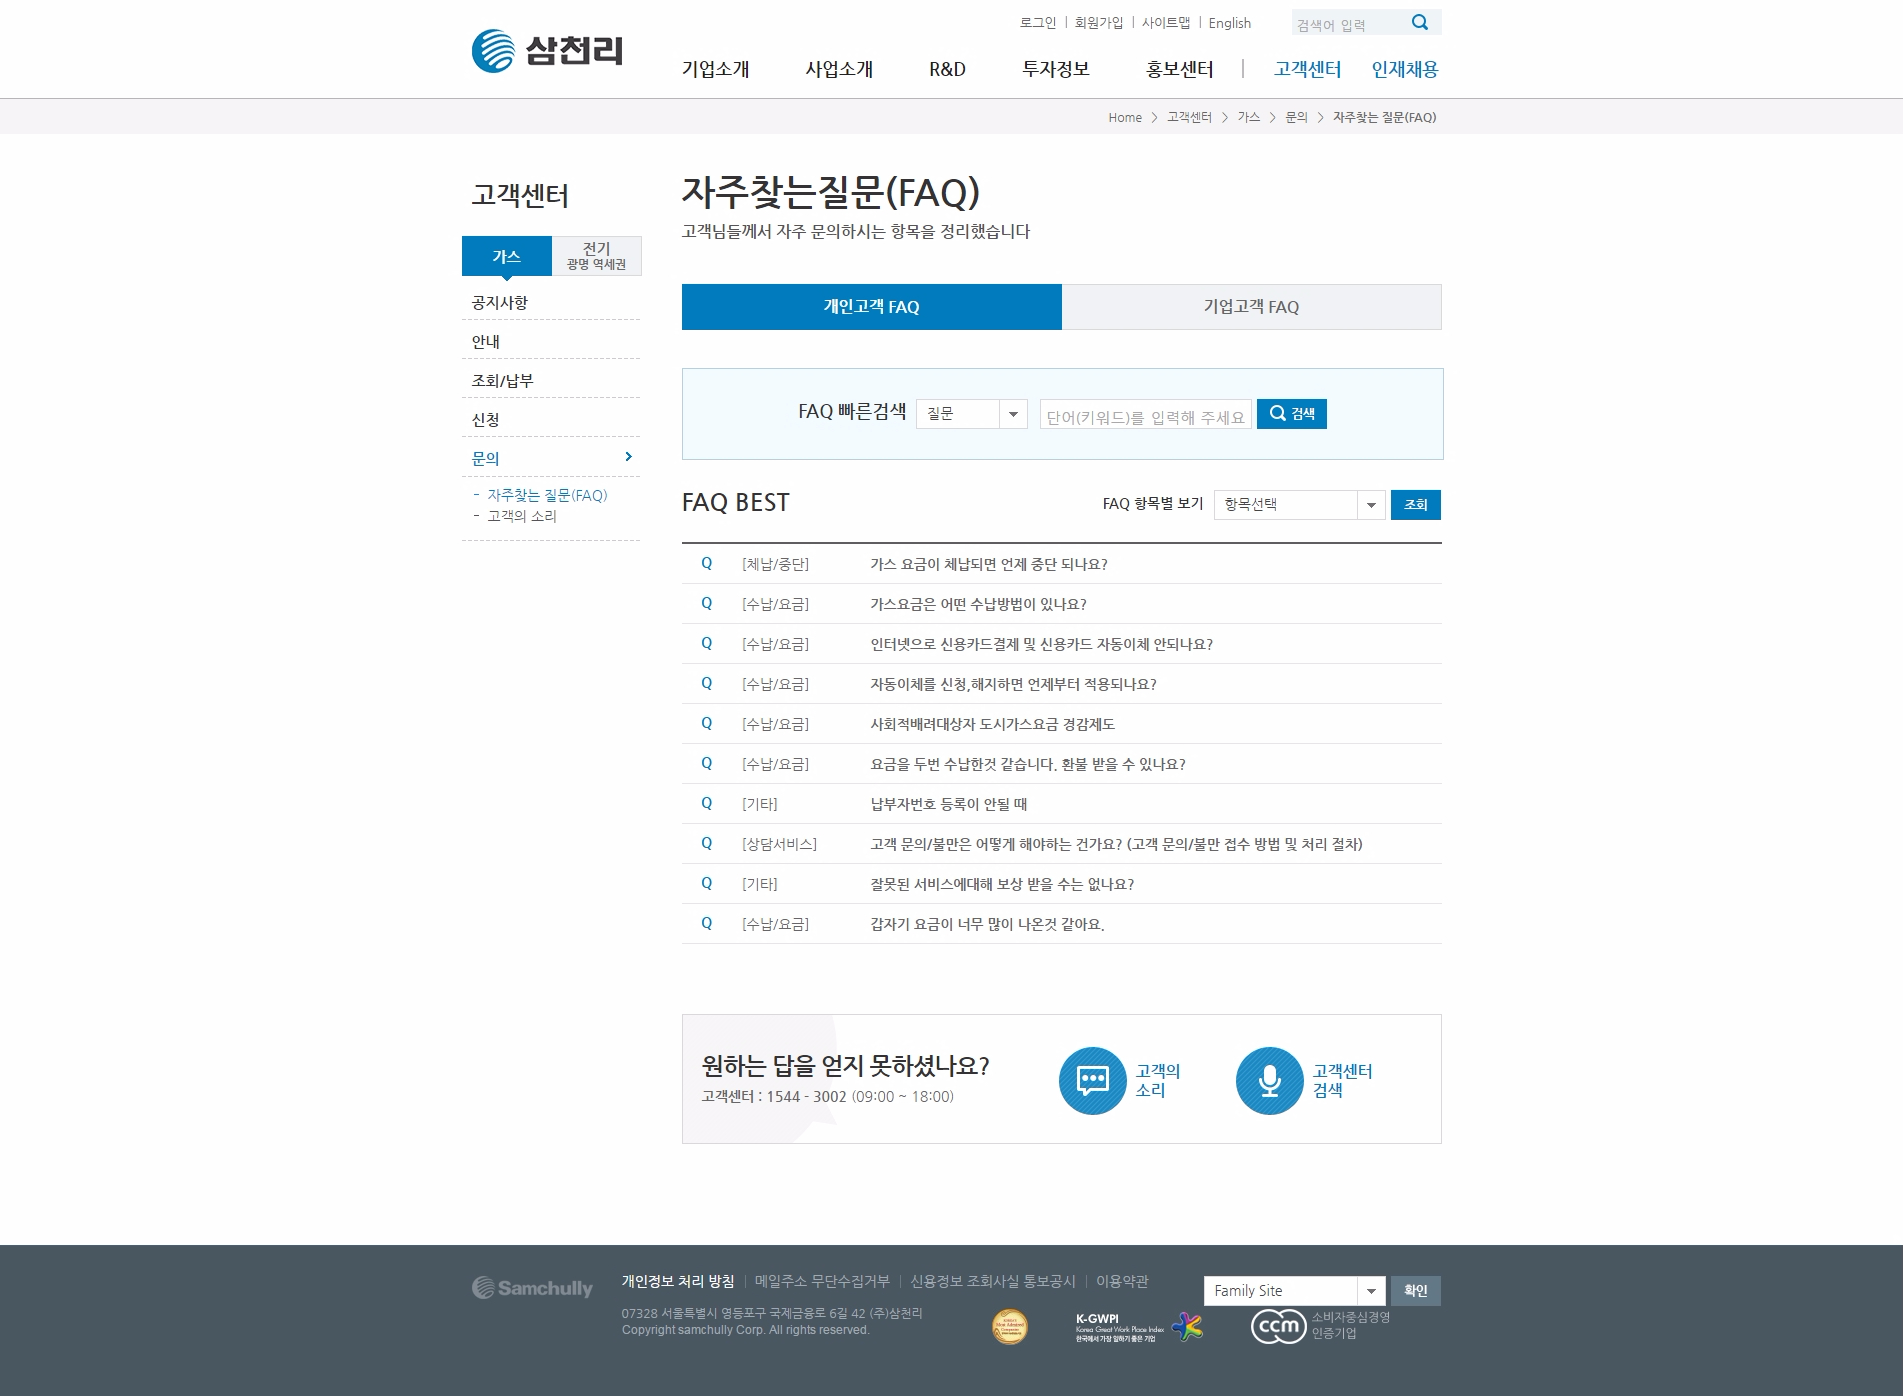 로그인 | 회원가입 | 사이트맵 | English
검색어 입력
삼천리
기업소개 사업소개 R&D 투자정보 홍보센터 | 고객센터 인재채용
Home > 고객센터 > 가스 > 문의 > 자주찾는 질문(FAQ)
고객센터
가스
전기
광명 역세권
공지사항
안내
조회/납부
신청
문의
- 자주찾는 질문(FAQ)
- 고객의 소리
자주찾는질문(FAQ)
고객님들께서 자주 문의하시는 항목을 정리했습니다
개인고객 FAQ 기업고객 FAQ
FAQ 빠른검색 질문 단어(키워드)를 입력해 주세요 검색
FAQ BEST FAQ 항목별 보기 항목선택 조회
Q [체납/중단] 가스 요금이 체납되면 언제 중단 되나요?
Q [수납/요금] 가스요금은 어떤 수납방법이 있나요?
Q [수납/요금] 인터넷으로 신용카드결제 및 신용카드 자동이체 안되나요?
Q [수납/요금] 자동이체를 신청,해지하면 언제부터 적용되나요?
Q [수납/요금] 사회적배려대상자 도시가스요금 경감제도
Q [수납/요금] 요금을 두번 수납한것 같습니다. 환불 받을 수 있나요?
Q [기타] 납부자번호 등록이 안될 때
Q [상담서비스] 고객 문의/불만은 어떻게 해야하는 건가요? (고객 문의/불만 접수 방법 및 처리 절차)
Q [기타] 잘못된 서비스에대해 보상 받을 수는 없나요?
Q [수납/요금] 갑자기 요금이 너무 많이 나온것 같아요.
원하는 답을 얻지 못하셨나요?
고객센터 : 1544 - 3002 (09:00 ~ 18:00)
고객의
소리
고객센터
검색
Samchully
개인정보 처리 방침 | 메일주소 무단수집거부 | 신용정보 조회사실 통보공시 | 이용약관
Family Site 확인
07328 서울특별시 영등포구 국제금융로 6길 42 (주)삼천리
Copyright samchully Corp. All rights reserved.
K-GWPI
Korea Great Work Place Index
한국에서 가장 일하기 좋은 기업
ccm
소비자중심경영
인증기업